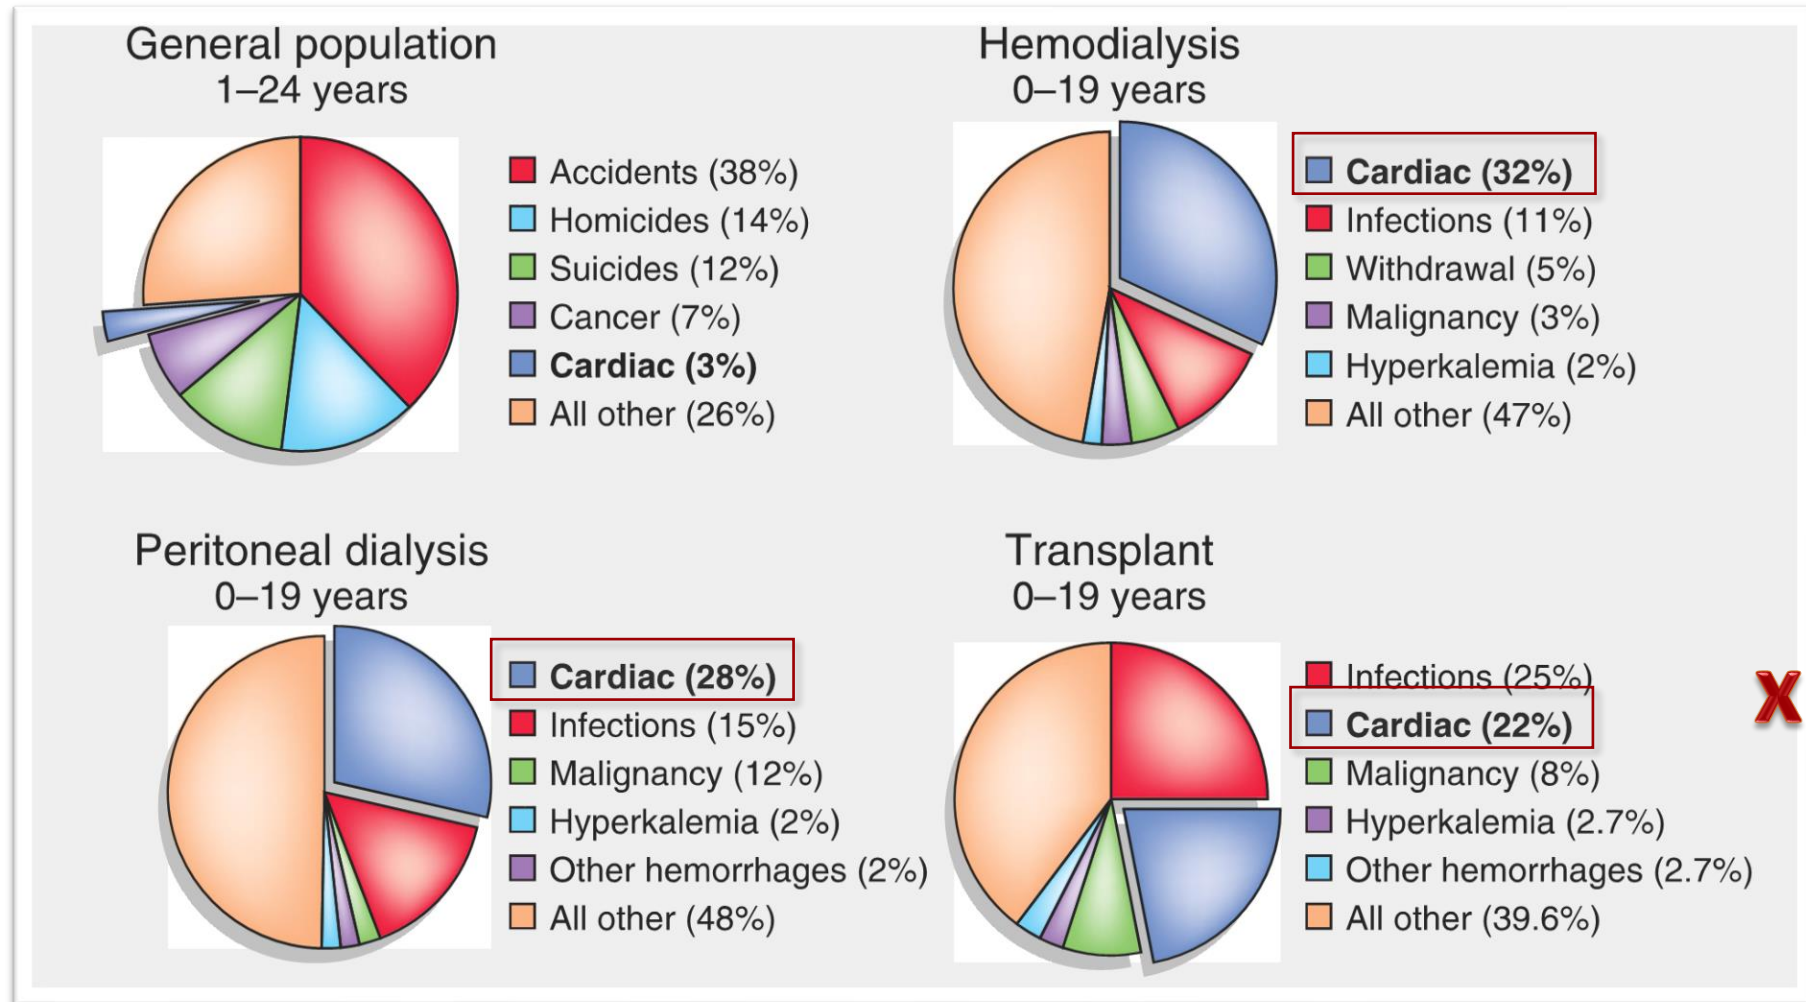 General population
1–24 years
Accidents (38%)
Homicides (14%)
Suicides (12%)
Cancer (7%)
Cardiac (3%)
All other (26%)
Hemodialysis
0–19 years
Cardiac (32%)
Infections (11%)
Withdrawal (5%)
Malignancy (3%)
Hyperkalemia (2%)
All other (47%)
Peritoneal dialysis
0–19 years
Cardiac (28%)
Infections (15%)
Malignancy (12%)
Hyperkalemia (2%)
Other hemorrhages (2%)
All other (48%)
Transplant
0–19 years
Infections (25%)
Cardiac (22%)
Malignancy (8%)
Hyperkalemia (2.7%)
Other hemorrhages (2.7%)
All other (39.6%)
X